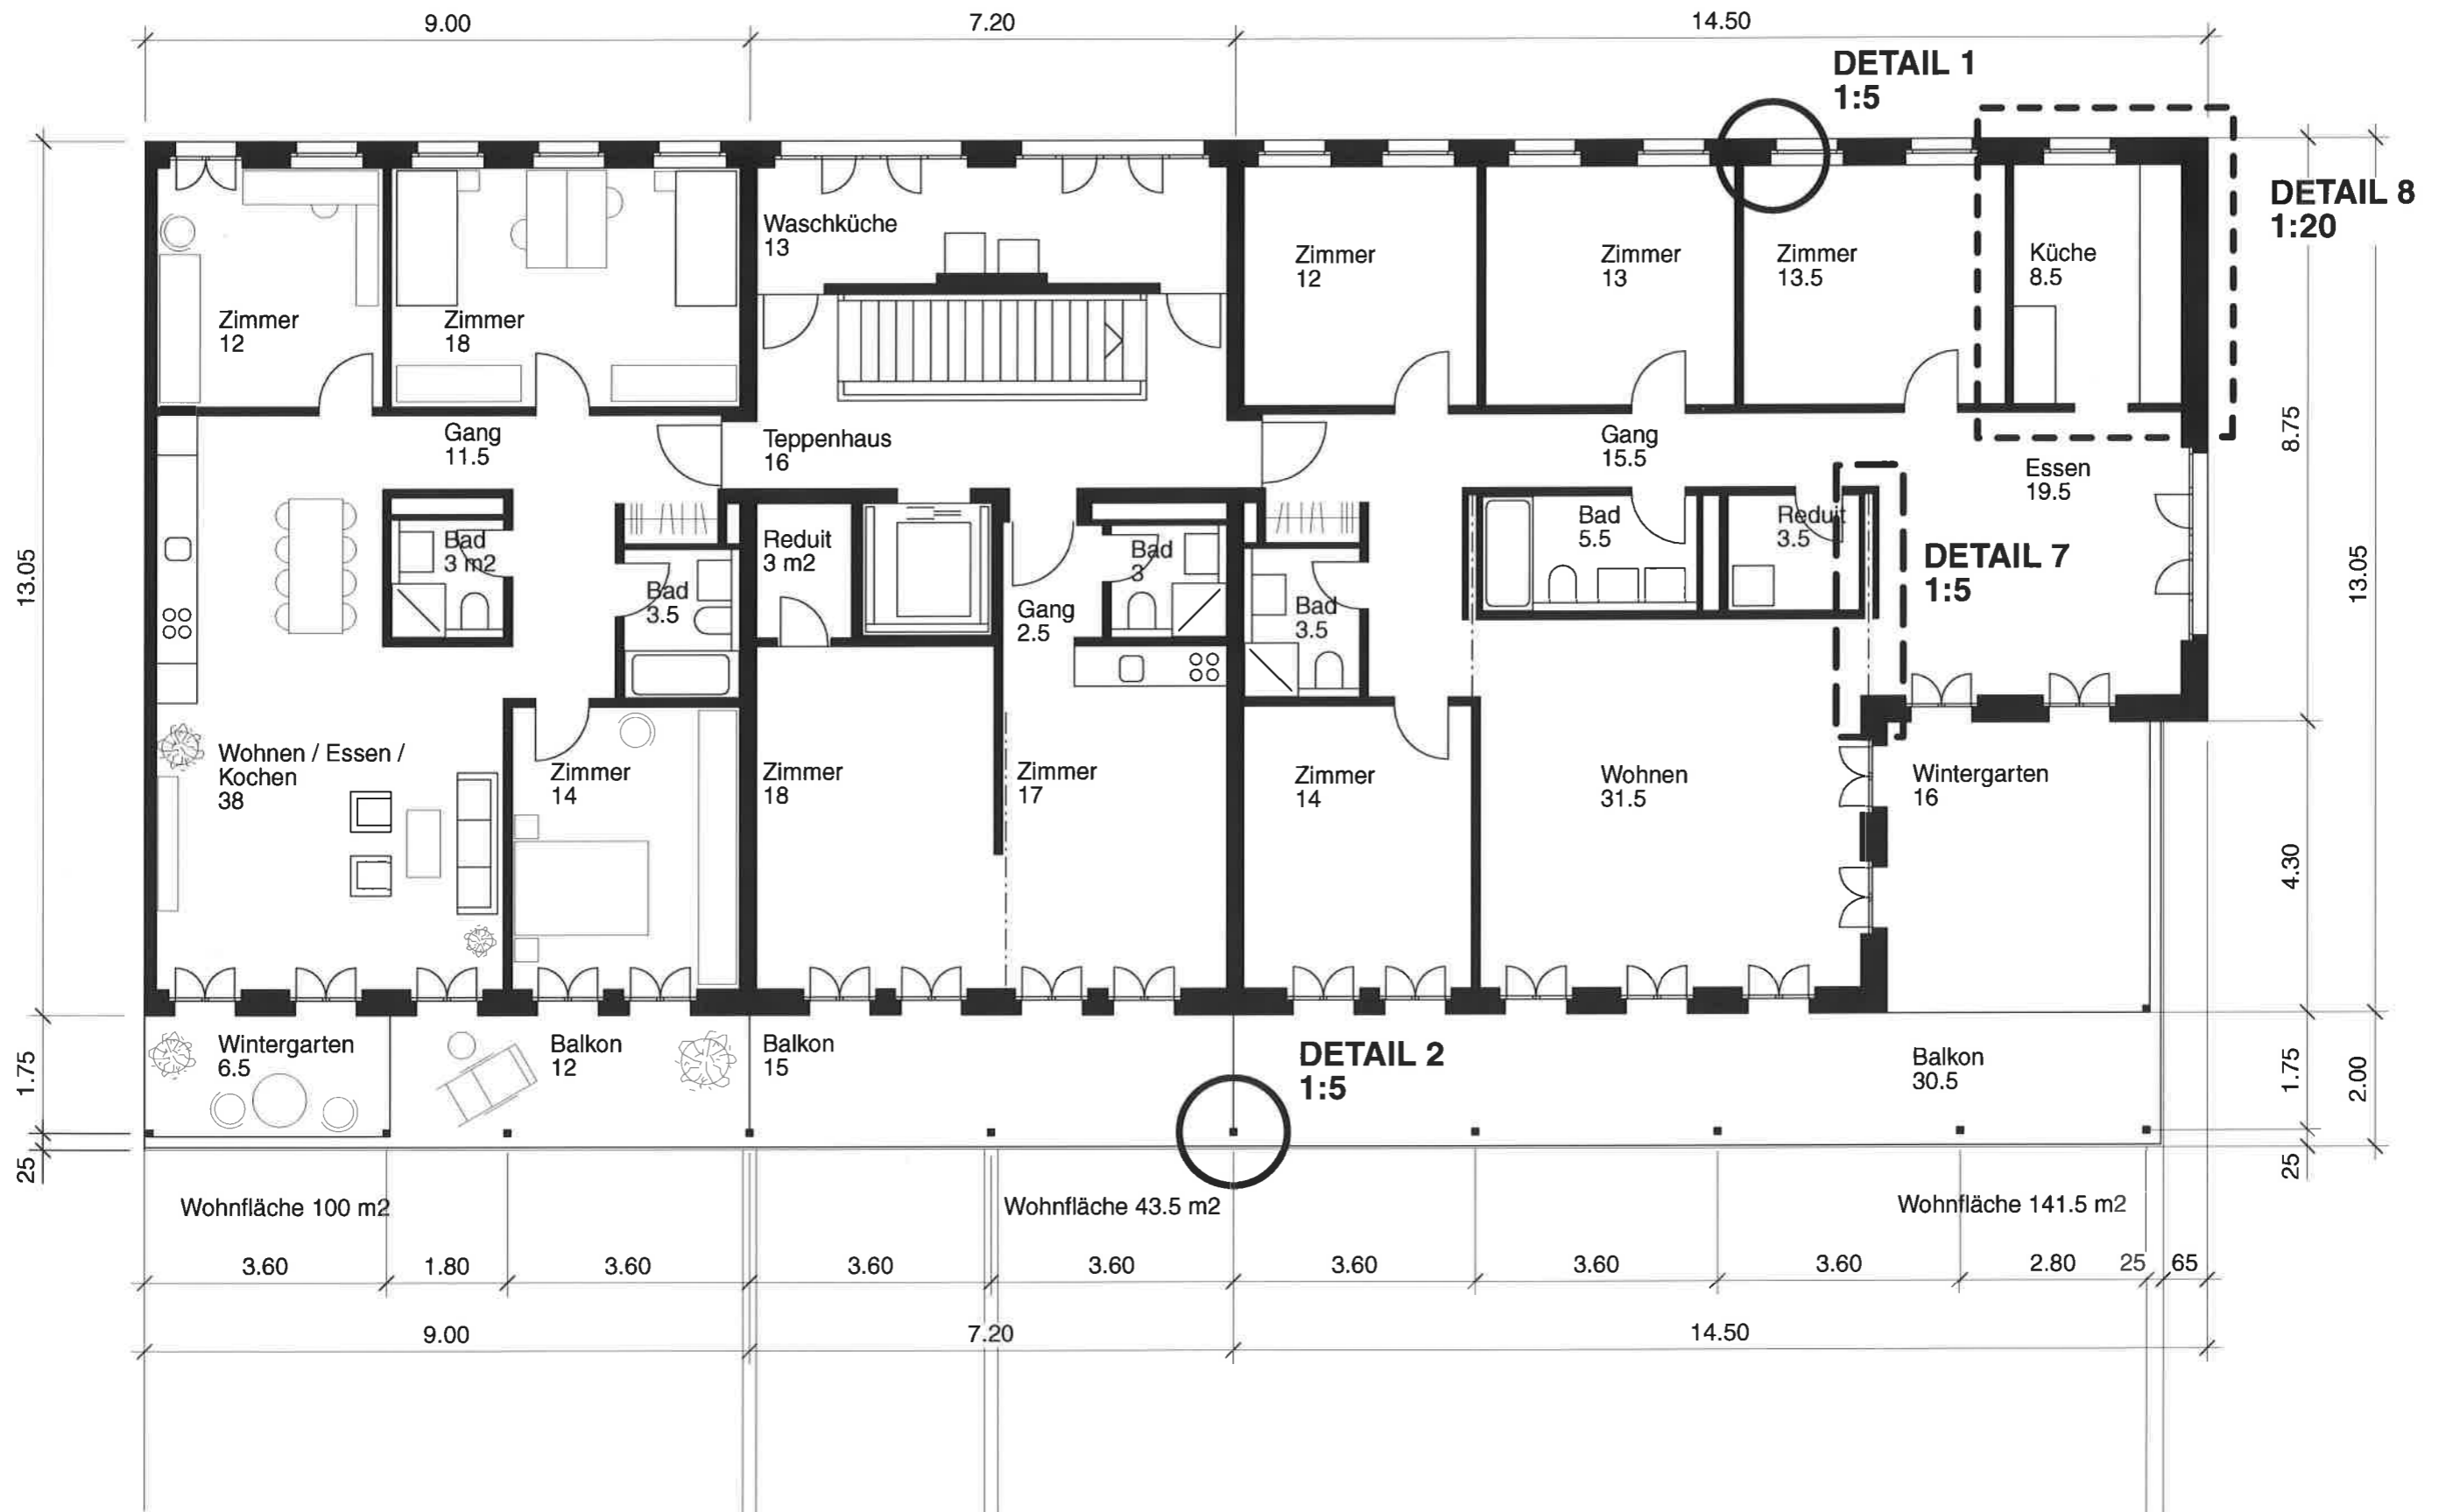 9.00
7.20
14.50
DETAIL 1
1:5
DETAIL 8
1:20
Waschküche
13
Zimmer
12
Zimmer
18
Zimmer
12
Zimmer
13
Zimmer
13.5
Küche
8.5
Gang
11.5
Teppenhaus
16
Gang
15.5
Essen
19.5
8.75
13.05
13.05
Bad
3 m2
Bad
3.5
Reduit
3 m2
Gang
2.5
Bad
3
Bad
3.5
Bad
5.5
Reduit
3.5
DETAIL 7
1:5
Wohnen / Essen /
Kochen
38
Zimmer
14
Zimmer
18
Zimmer
17
Zimmer
14
Wohnen
31.5
Wintergarten
16
4.30
Wintergarten
6.5
Balkon
12
Balkon
15
DETAIL 2
1:5
Balkon
30.5
1.75
25
1.75
2.00
25
Wohnfläche 100 m2
Wohnfläche 43.5 m2
Wohnfläche 141.5 m2
3.60
1.80
3.60
3.60
3.60
3.60
3.60
3.60
2.80
25
65
9.00
7.20
14.50